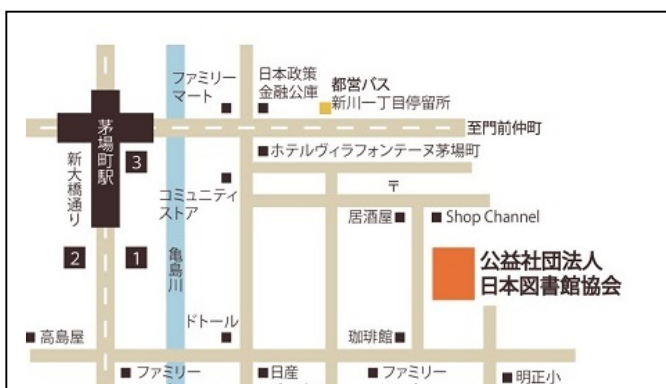 ファミリー
マート
日本政策
金融公庫
都営バス
新川一丁目停留所
茅場町駅
至門前仲町
3
新大橋通り
ホテルヴィラフォンテーヌ茅場町
〒
コミュニティ
ストア
居酒屋
Shop Channel
2
1
亀島川
公益社団法人
日本図書館協会
ドトール
高島屋
珈琲館
ファミリー
日産
ファミリー
明正小